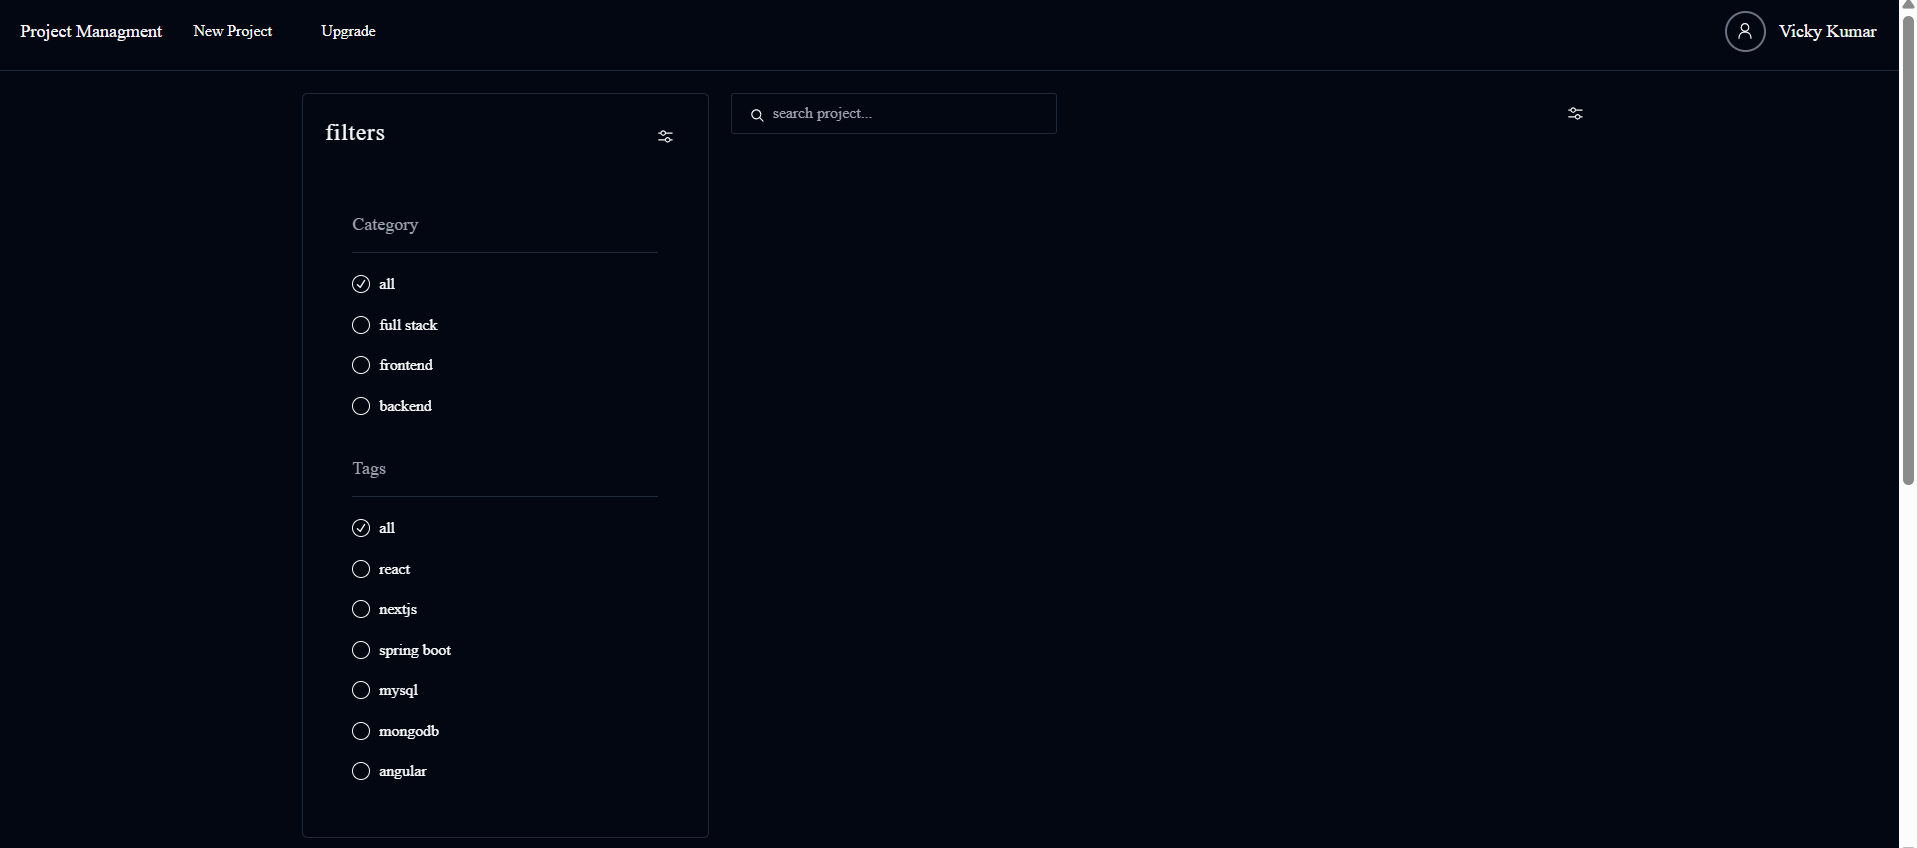 Project Managment New Project Upgrade Vicky Kumar
filters
search project...
Category
all
full stack
frontend
backend
Tags
all
react
nextjs
spring boot
mysql
mongodb
angular